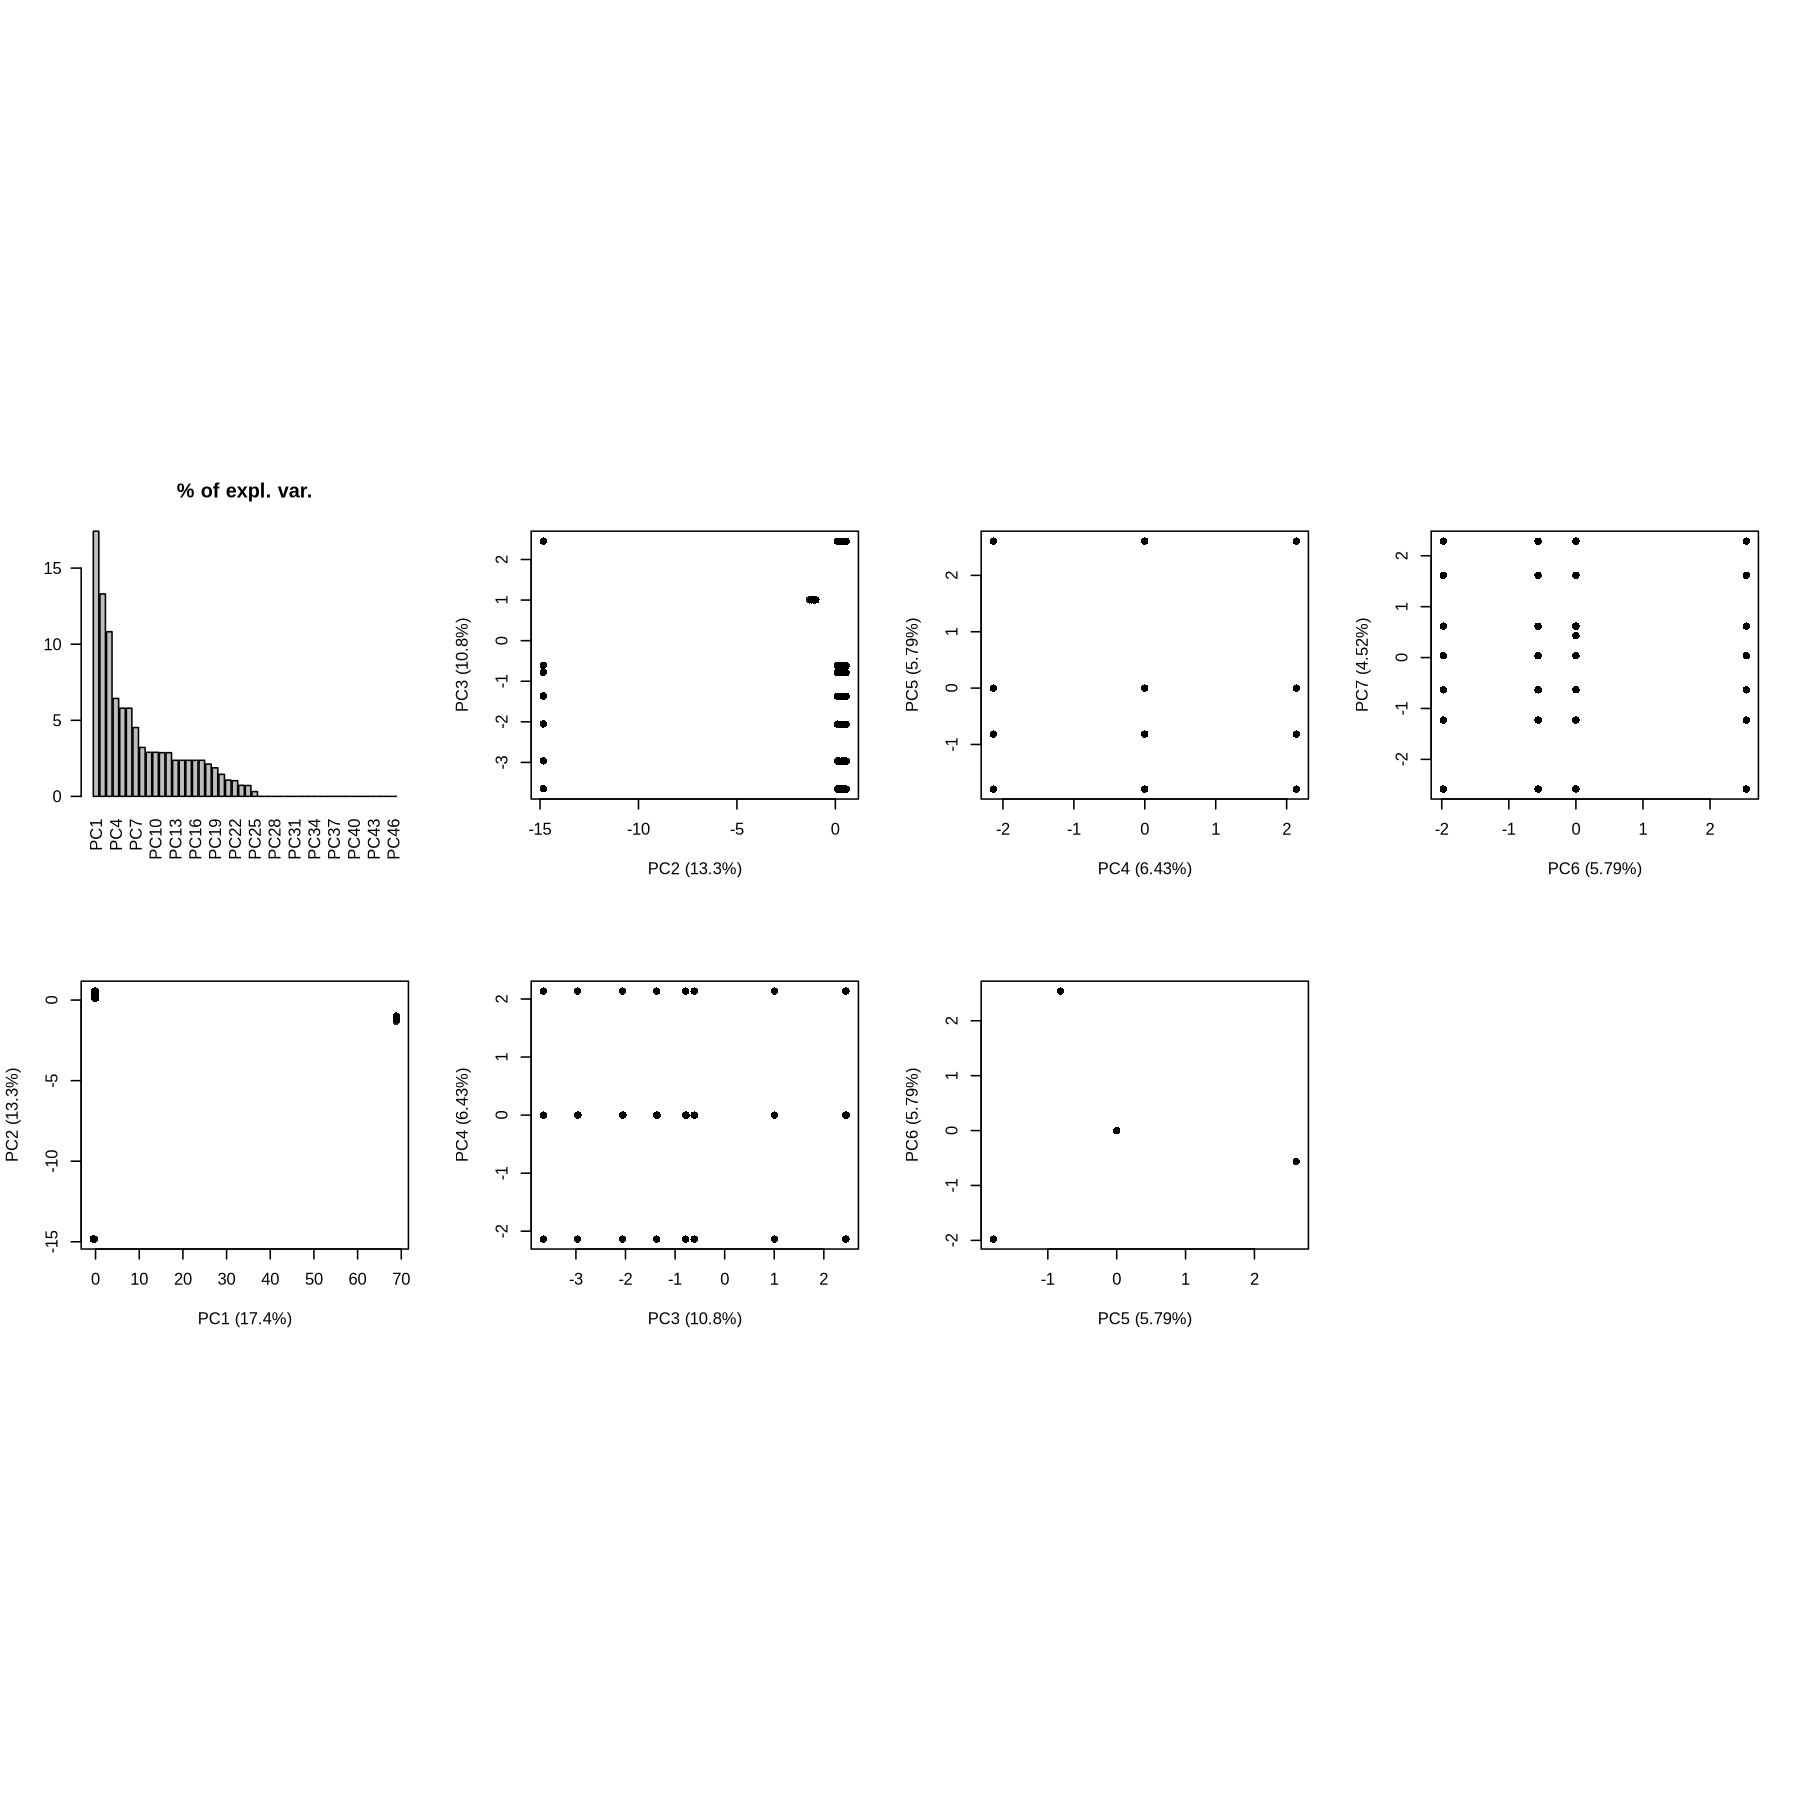 % of expl. var.
15
10
5
0
PC1
PC4
PC7
PC10
PC13
PC16
PC19
PC22
PC25
PC28
PC31
PC34
PC37
PC40
PC43
PC46
2
1
0
-1
-2
-3
PC3 (10.8%)
-15 -10 -5 0
PC2 (13.3%)
2
1
0
-1
PC5 (5.79%)
-2 -1 0 1 2
PC4 (6.43%)
2
1
0
-1
-2
PC7 (4.52%)
-2 -1 0 1 2
PC6 (5.79%)
0
-5
-10
-15
PC2 (13.3%)
0 10 20 30 40 50 60 70
PC1 (17.4%)
2
1
0
-1
-2
PC4 (6.43%)
-3 -2 -1 0 1 2
PC3 (10.8%)
2
1
0
-1
-2
PC6 (5.79%)
-1 0 1 2
PC5 (5.79%)